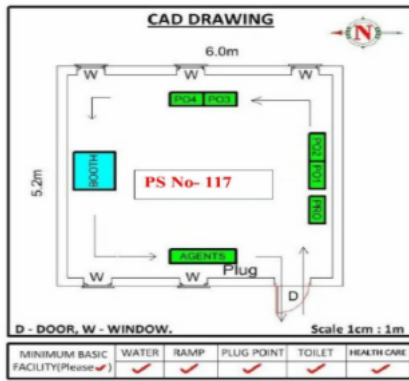 CAD DRAWING
N
6.0m
W W W
PO4 PO3
5.2m
BOOTH
PO2
PO1
PS No- 117
PRO
AGENTS
Plug
W W
D
D - DOOR, W - WINDOW. Scale 1cm : 1m
MINIMUM BASIC FACILITY(Please✔) WATER RAMP PLUG POINT TOILET HEALTH CARE
✔ ✔ ✔ ✔ ✔